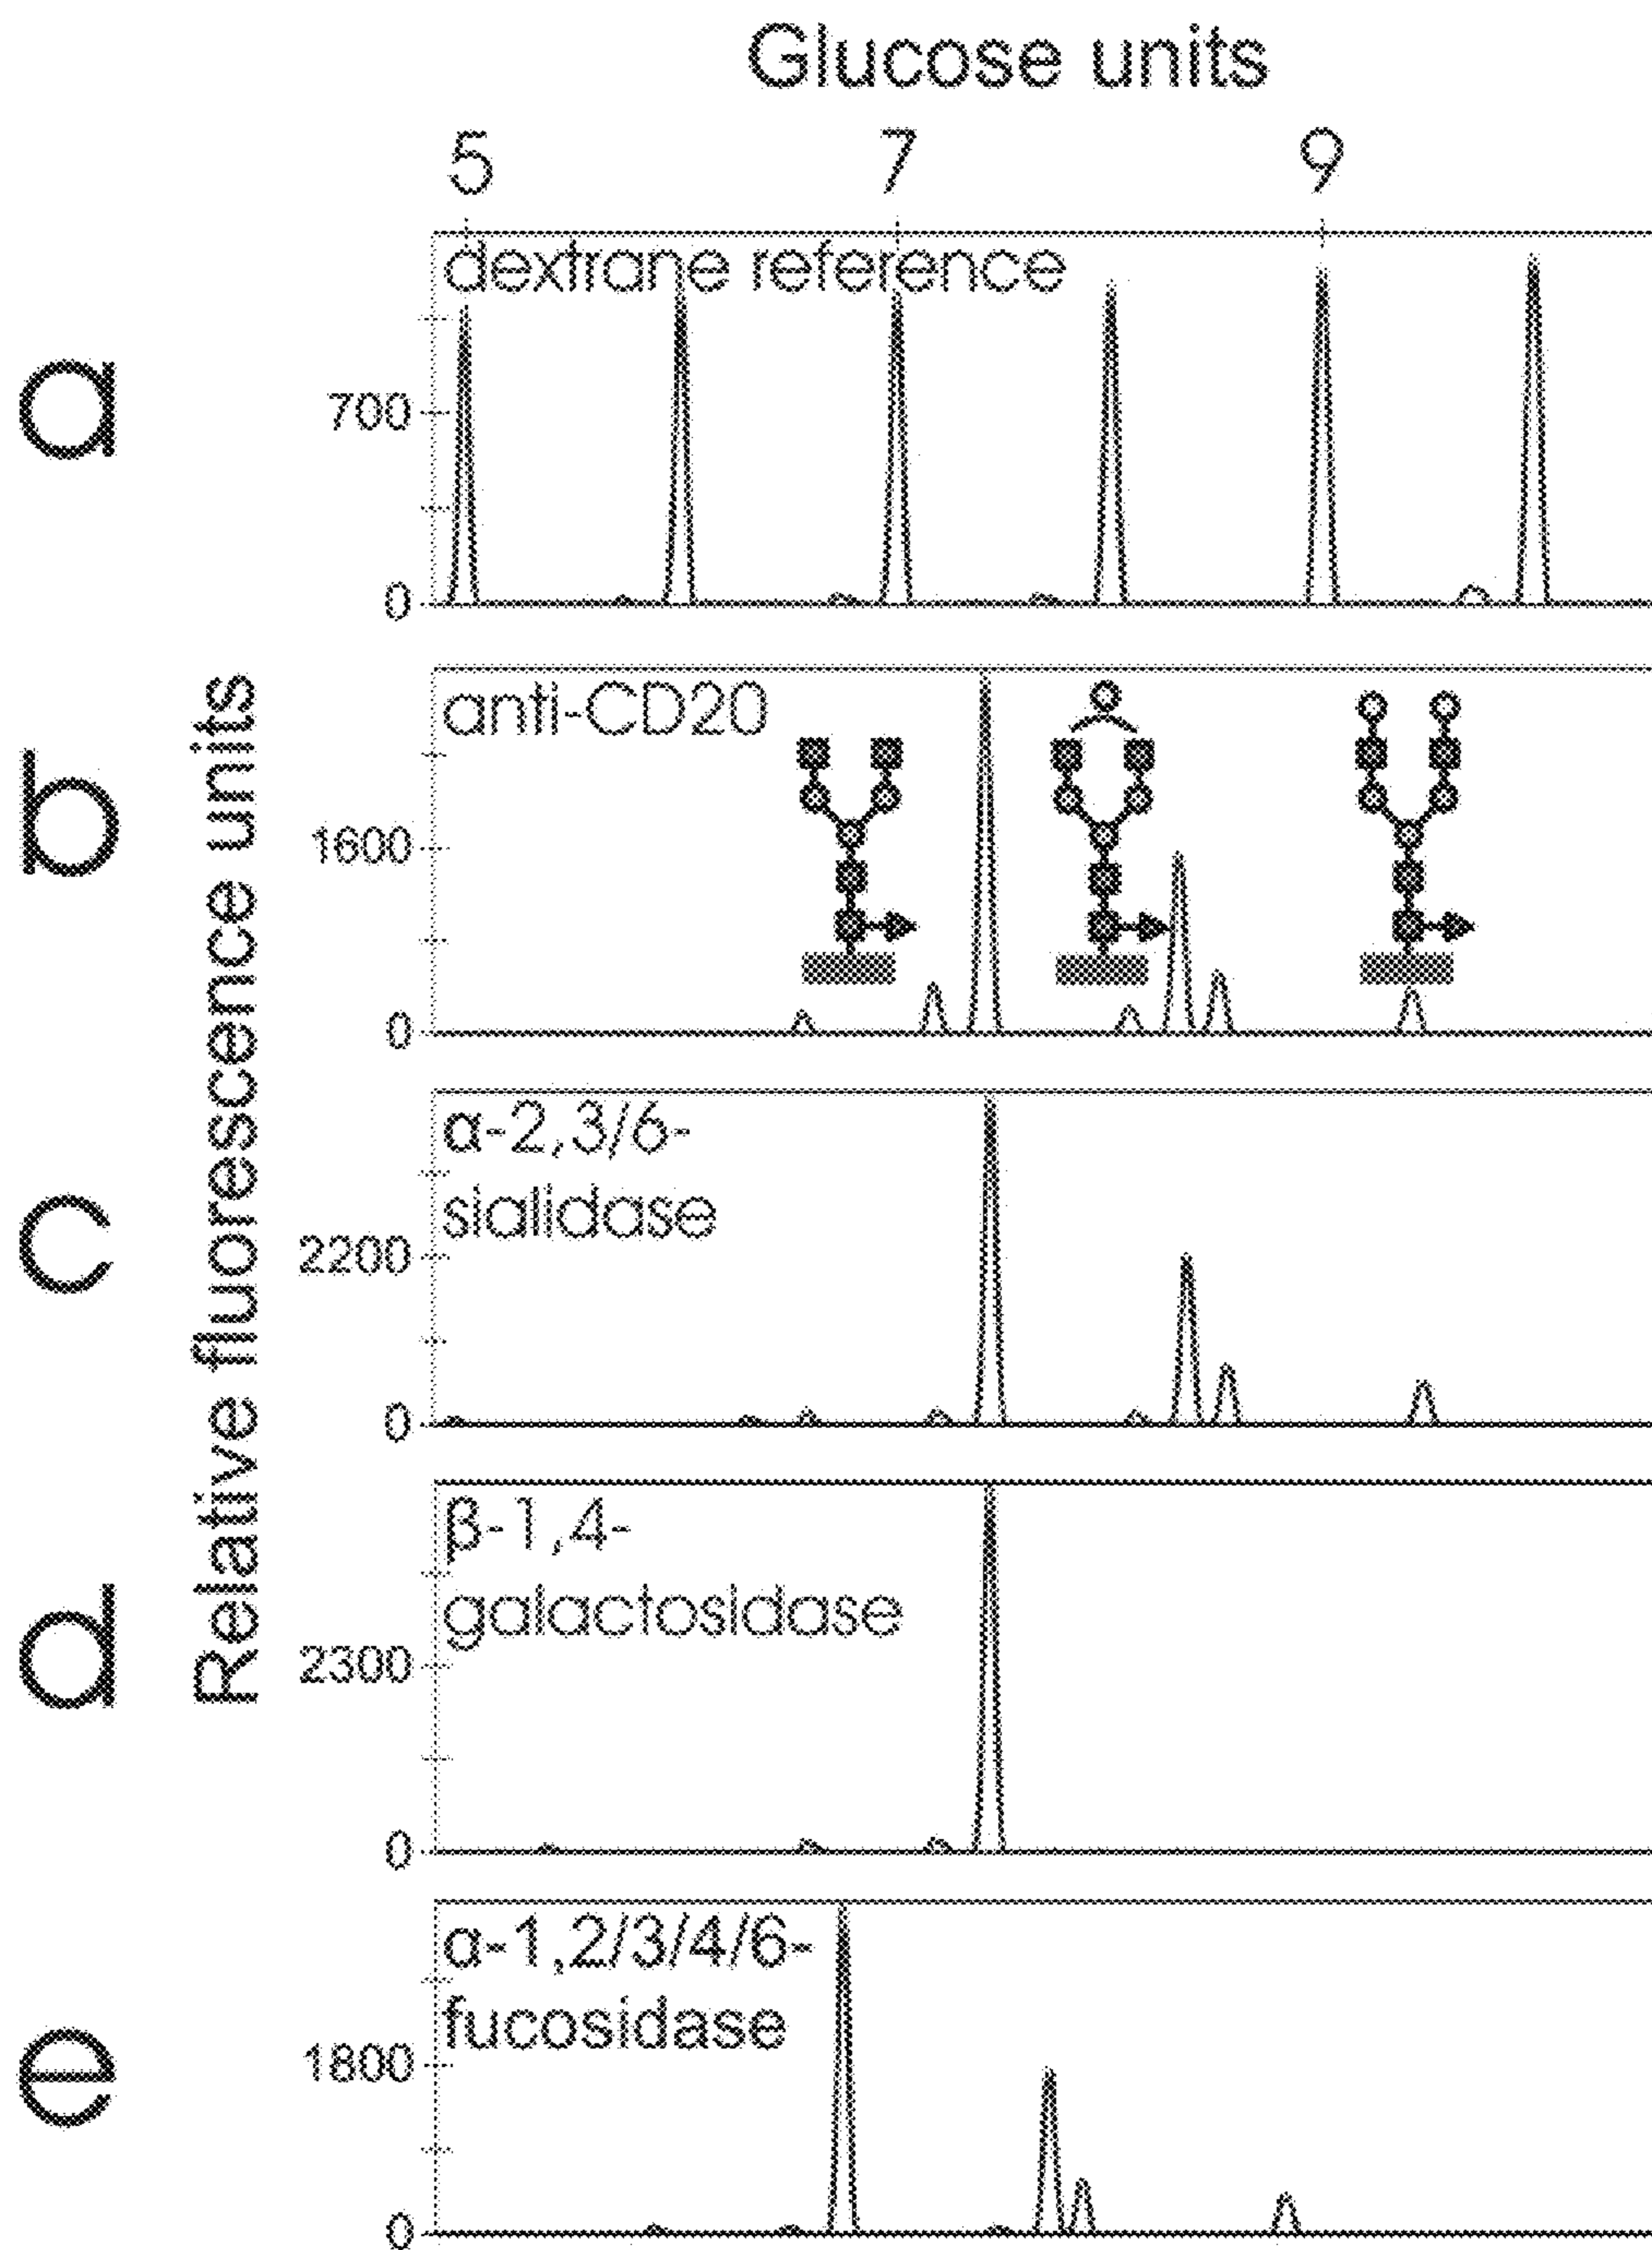 Glucose units
5 7 9
a
dextrane reference
700
0
Relative fluorescence units
b
anti-CD20
1600
0
c
α-2,3/6-
sialidase
2200
0
d
β-1,4-
galactosidase
2300
0
e
α-1,2/3/4/6-
fucosidase
1800
0